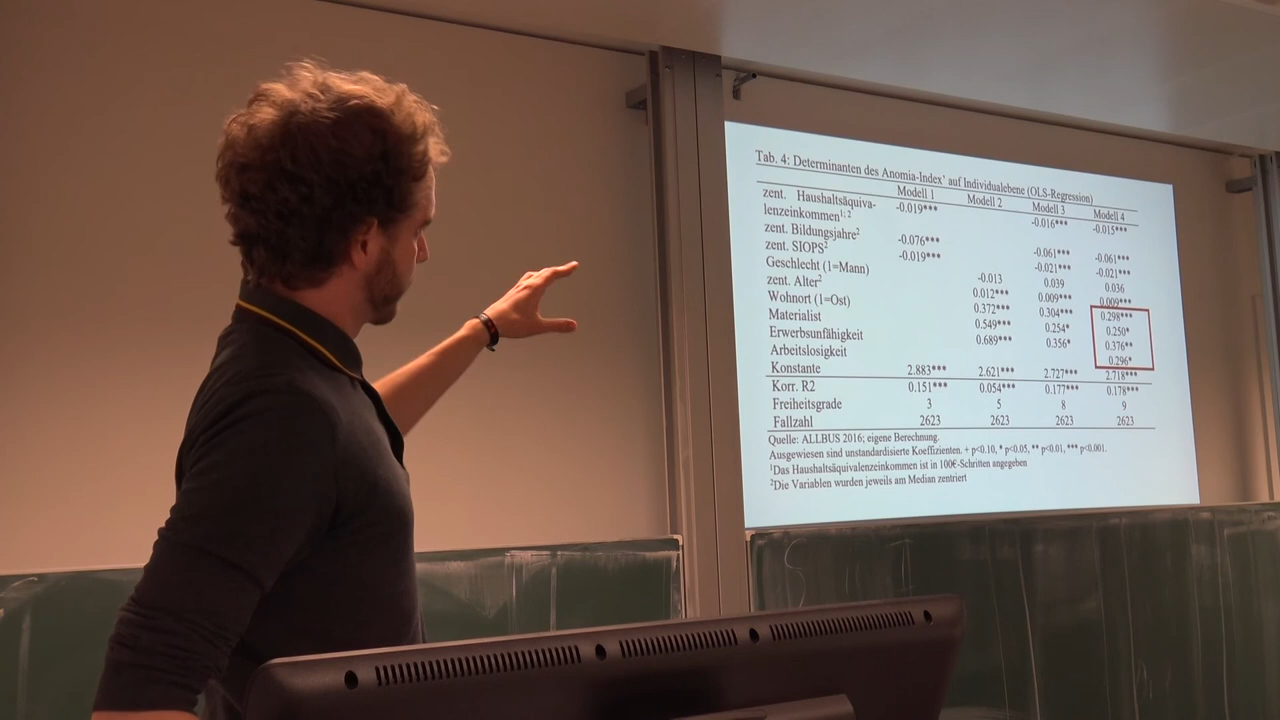 Tab. 4: Determinanten des Anomia-Index¹ auf Individualebene (OLS-Regression)
Modell 1 Modell 2 Modell 3 Modell 4
zent. Haushaltsäquiva-
lenzeinkommen¹˒² -0.019*** -0.016*** -0.015***
zent. Bildungsjahre² -0.076*** -0.061*** -0.061***
zent. SIOPS² -0.019*** -0.021*** -0.021***
Geschlecht (1=Mann) -0.013 0.039 0.036
zent. Alter² 0.012*** 0.009*** 0.009***
Wohnort (1=Ost) 0.372*** 0.304*** 0.298***
Materialist 0.549*** 0.254* 0.250*
Erwerbsunfähigkeit 0.689*** 0.356* 0.376**
Arbeitslosigkeit 0.296*
Konstante 2.883*** 2.621*** 2.727*** 2.718***
Korr. R2 0.151*** 0.054*** 0.177*** 0.178***
Freiheitsgrade 3 5 8 9
Fallzahl 2623 2623 2623 2623
Quelle: ALLBUS 2016; eigene Berechnung.
Ausgewiesen sind unstandardisierte Koeffizienten. + p<0.10, * p<0.05, ** p<0.01, *** p<0.001.
¹Das Haushaltsäquivalenzeinkommen ist in 100€-Schritten angegeben
²Die Variablen wurden jeweils am Median zentriert